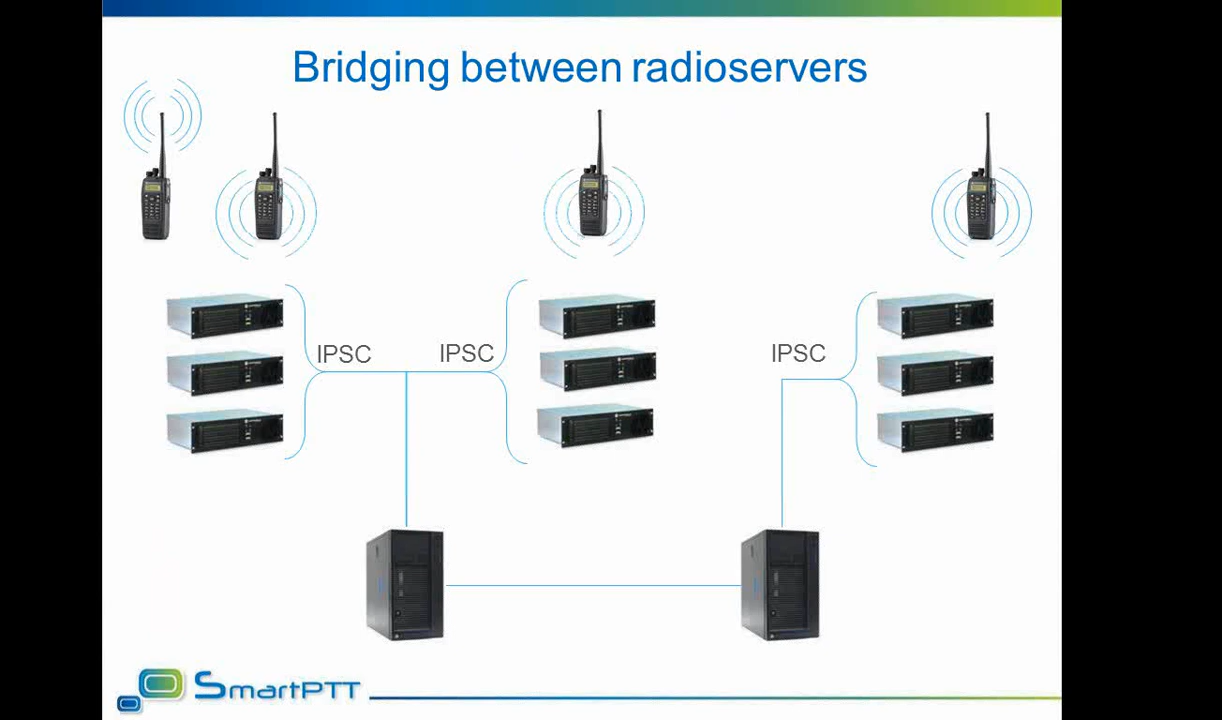 Bridging between radioservers
IPSC
IPSC
IPSC
SmartPTT